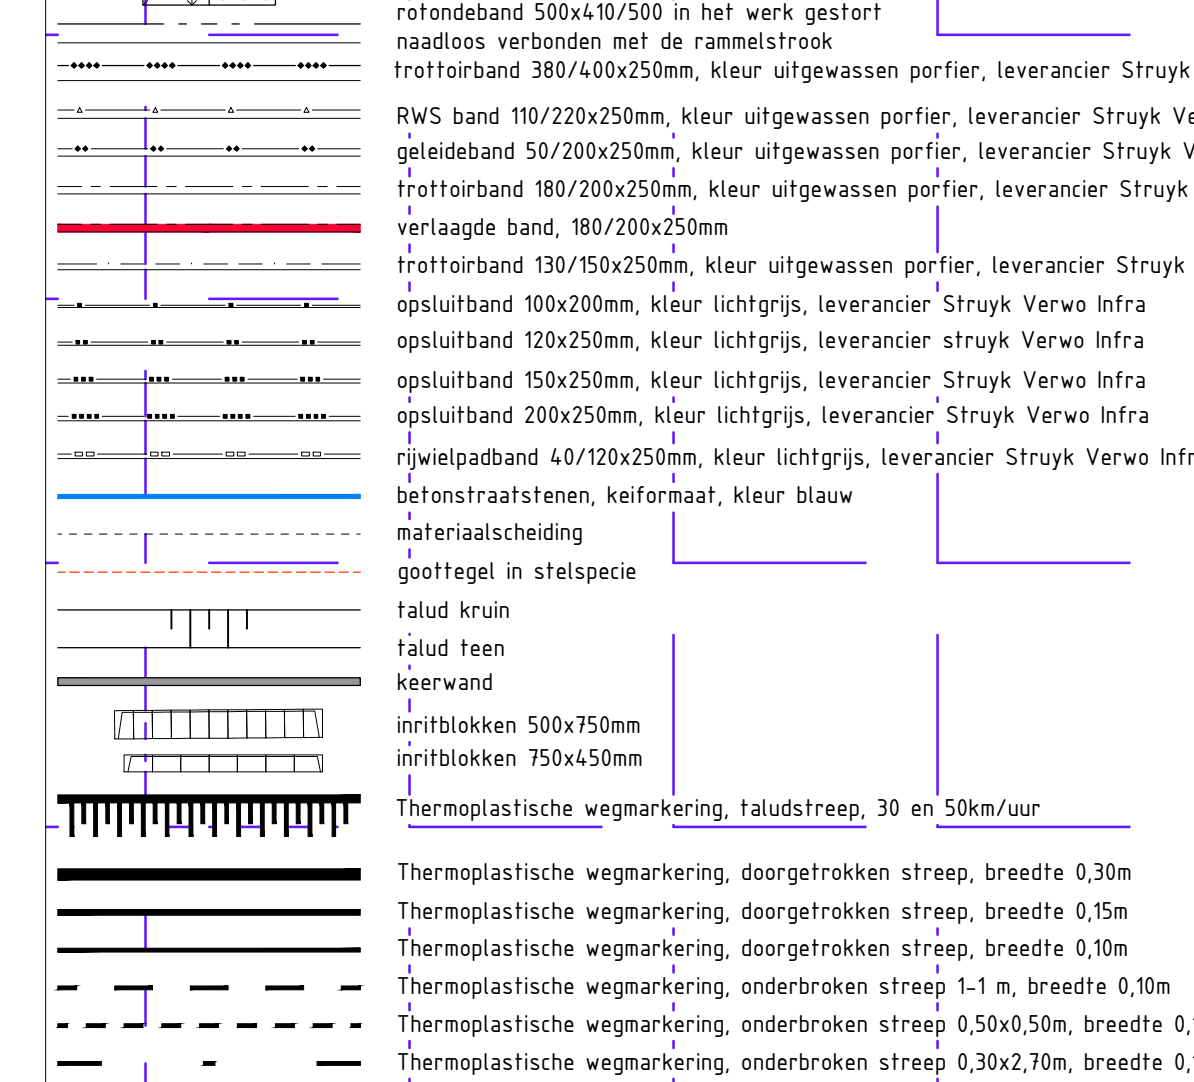 rotondeband 500x410/500 in het werk gestort
naadloos verbonden met de rammelstrook
trottoirband 380/400x250mm, kleur uitgewassen porfier, leverancier Struyk
RWS band 110/220x250mm, kleur uitgewassen porfier, leverancier Struyk Ve
geleideband 50/200x250mm, kleur uitgewassen porfier, leverancier Struyk V
trottoirband 180/200x250mm, kleur uitgewassen porfier, leverancier Struyk
verlaagde band, 180/200x250mm
trottoirband 130/150x250mm, kleur uitgewassen porfier, leverancier Struyk
opsluitband 100x200mm, kleur lichtgrijs, leverancier Struyk Verwo Infra
opsluitband 120x250mm, kleur lichtgrijs, leverancier struyk Verwo Infra
opsluitband 150x250mm, kleur lichtgrijs, leverancier Struyk Verwo Infra
opsluitband 200x250mm, kleur lichtgrijs, leverancier Struyk Verwo Infra
rijwielpadband 40/120x250mm, kleur lichtgrijs, leverancier Struyk Verwo Infr
betonstraatstenen, keiformaat, kleur blauw
materiaalscheiding
goottegel in stelspecie
talud kruin
talud teen
keerwand
inritblokken 500x750mm
inritblokken 750x450mm
Thermoplastische wegmarkering, taludstreep, 30 en 50km/uur
Thermoplastische wegmarkering, doorgetrokken streep, breedte 0,30m
Thermoplastische wegmarkering, doorgetrokken streep, breedte 0,15m
Thermoplastische wegmarkering, doorgetrokken streep, breedte 0,10m
Thermoplastische wegmarkering, onderbroken streep 1-1 m, breedte 0,10m
Thermoplastische wegmarkering, onderbroken streep 0,50x0,50m, breedte 0,
Thermoplastische wegmarkering, onderbroken streep 0,30x2,70m, breedte 0,